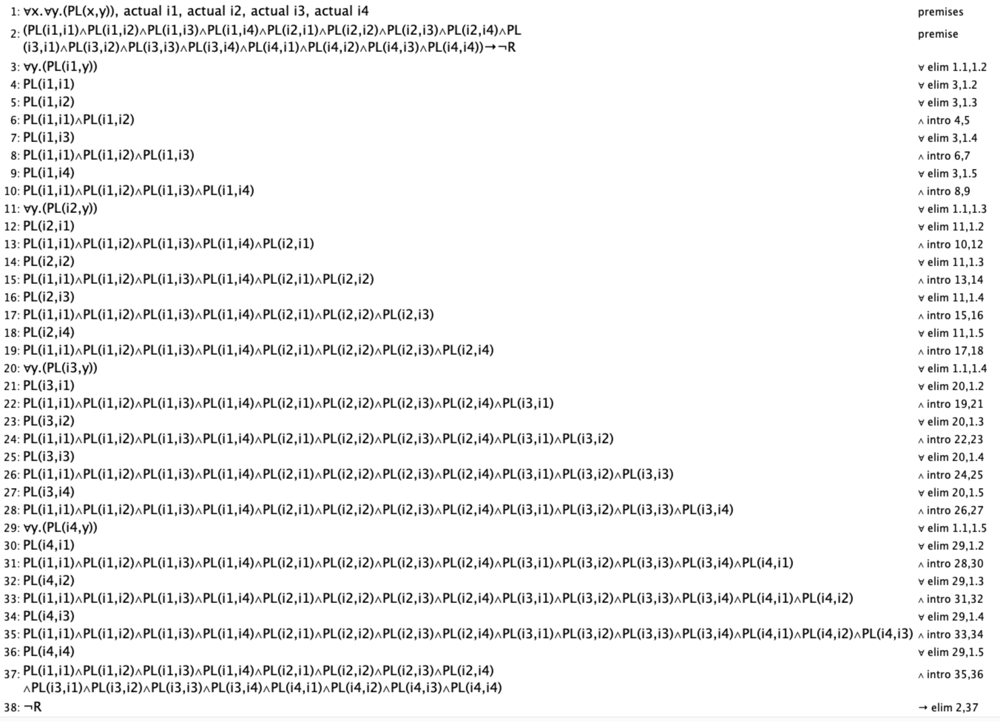 1: ∀x.∀y.(PL(x,y)), actual i1, actual i2, actual i3, actual i4 premises
2: (PL(i1,i1)∧PL(i1,i2)∧PL(i1,i3)∧PL(i1,i4)∧PL(i2,i1)∧PL(i2,i2)∧PL(i2,i3)∧PL(i2,i4)∧PL premise
(i3,i1)∧PL(i3,i2)∧PL(i3,i3)∧PL(i3,i4)∧PL(i4,i1)∧PL(i4,i2)∧PL(i4,i3)∧PL(i4,i4))→¬R
3: ∀y.(PL(i1,y)) ∀ elim 1.1,1.2
4: PL(i1,i1) ∀ elim 3,1.2
5: PL(i1,i2) ∀ elim 3,1.3
6: PL(i1,i1)∧PL(i1,i2) ∧ intro 4,5
7: PL(i1,i3) ∀ elim 3,1.4
8: PL(i1,i1)∧PL(i1,i2)∧PL(i1,i3) ∧ intro 6,7
9: PL(i1,i4) ∀ elim 3,1.5
10: PL(i1,i1)∧PL(i1,i2)∧PL(i1,i3)∧PL(i1,i4) ∧ intro 8,9
11: ∀y.(PL(i2,y)) ∀ elim 1.1,1.3
12: PL(i2,i1) ∀ elim 11,1.2
13: PL(i1,i1)∧PL(i1,i2)∧PL(i1,i3)∧PL(i1,i4)∧PL(i2,i1) ∧ intro 10,12
14: PL(i2,i2) ∀ elim 11,1.3
15: PL(i1,i1)∧PL(i1,i2)∧PL(i1,i3)∧PL(i1,i4)∧PL(i2,i1)∧PL(i2,i2) ∧ intro 13,14
16: PL(i2,i3) ∀ elim 11,1.4
17: PL(i1,i1)∧PL(i1,i2)∧PL(i1,i3)∧PL(i1,i4)∧PL(i2,i1)∧PL(i2,i2)∧PL(i2,i3) ∧ intro 15,16
18: PL(i2,i4) ∀ elim 11,1.5
19: PL(i1,i1)∧PL(i1,i2)∧PL(i1,i3)∧PL(i1,i4)∧PL(i2,i1)∧PL(i2,i2)∧PL(i2,i3)∧PL(i2,i4) ∧ intro 17,18
20: ∀y.(PL(i3,y)) ∀ elim 1.1,1.4
21: PL(i3,i1) ∀ elim 20,1.2
22: PL(i1,i1)∧PL(i1,i2)∧PL(i1,i3)∧PL(i1,i4)∧PL(i2,i1)∧PL(i2,i2)∧PL(i2,i3)∧PL(i2,i4)∧PL(i3,i1) ∧ intro 19,21
23: PL(i3,i2) ∀ elim 20,1.3
24: PL(i1,i1)∧PL(i1,i2)∧PL(i1,i3)∧PL(i1,i4)∧PL(i2,i1)∧PL(i2,i2)∧PL(i2,i3)∧PL(i2,i4)∧PL(i3,i1)∧PL(i3,i2) ∧ intro 22,23
25: PL(i3,i3) ∀ elim 20,1.4
26: PL(i1,i1)∧PL(i1,i2)∧PL(i1,i3)∧PL(i1,i4)∧PL(i2,i1)∧PL(i2,i2)∧PL(i2,i3)∧PL(i2,i4)∧PL(i3,i1)∧PL(i3,i2)∧PL(i3,i3) ∧ intro 24,25
27: PL(i3,i4) ∀ elim 20,1.5
28: PL(i1,i1)∧PL(i1,i2)∧PL(i1,i3)∧PL(i1,i4)∧PL(i2,i1)∧PL(i2,i2)∧PL(i2,i3)∧PL(i2,i4)∧PL(i3,i1)∧PL(i3,i2)∧PL(i3,i3)∧PL(i3,i4) ∧ intro 26,27
29: ∀y.(PL(i4,y)) ∀ elim 1.1,1.5
30: PL(i4,i1) ∀ elim 29,1.2
31: PL(i1,i1)∧PL(i1,i2)∧PL(i1,i3)∧PL(i1,i4)∧PL(i2,i1)∧PL(i2,i2)∧PL(i2,i3)∧PL(i2,i4)∧PL(i3,i1)∧PL(i3,i2)∧PL(i3,i3)∧PL(i3,i4)∧PL(i4,i1) ∧ intro 28,30
32: PL(i4,i2) ∀ elim 29,1.3
33: PL(i1,i1)∧PL(i1,i2)∧PL(i1,i3)∧PL(i1,i4)∧PL(i2,i1)∧PL(i2,i2)∧PL(i2,i3)∧PL(i2,i4)∧PL(i3,i1)∧PL(i3,i2)∧PL(i3,i3)∧PL(i3,i4)∧PL(i4,i1)∧PL(i4,i2) ∧ intro 31,32
34: PL(i4,i3) ∀ elim 29,1.4
35: PL(i1,i1)∧PL(i1,i2)∧PL(i1,i3)∧PL(i1,i4)∧PL(i2,i1)∧PL(i2,i2)∧PL(i2,i3)∧PL(i2,i4)∧PL(i3,i1)∧PL(i3,i2)∧PL(i3,i3)∧PL(i3,i4)∧PL(i4,i1)∧PL(i4,i2)∧PL(i4,i3) ∧ intro 33,34
36: PL(i4,i4) ∀ elim 29,1.5
37: PL(i1,i1)∧PL(i1,i2)∧PL(i1,i3)∧PL(i1,i4)∧PL(i2,i1)∧PL(i2,i2)∧PL(i2,i3)∧PL(i2,i4) ∧ intro 35,36
∧PL(i3,i1)∧PL(i3,i2)∧PL(i3,i3)∧PL(i3,i4)∧PL(i4,i1)∧PL(i4,i2)∧PL(i4,i3)∧PL(i4,i4)
38: ¬R → elim 2,37